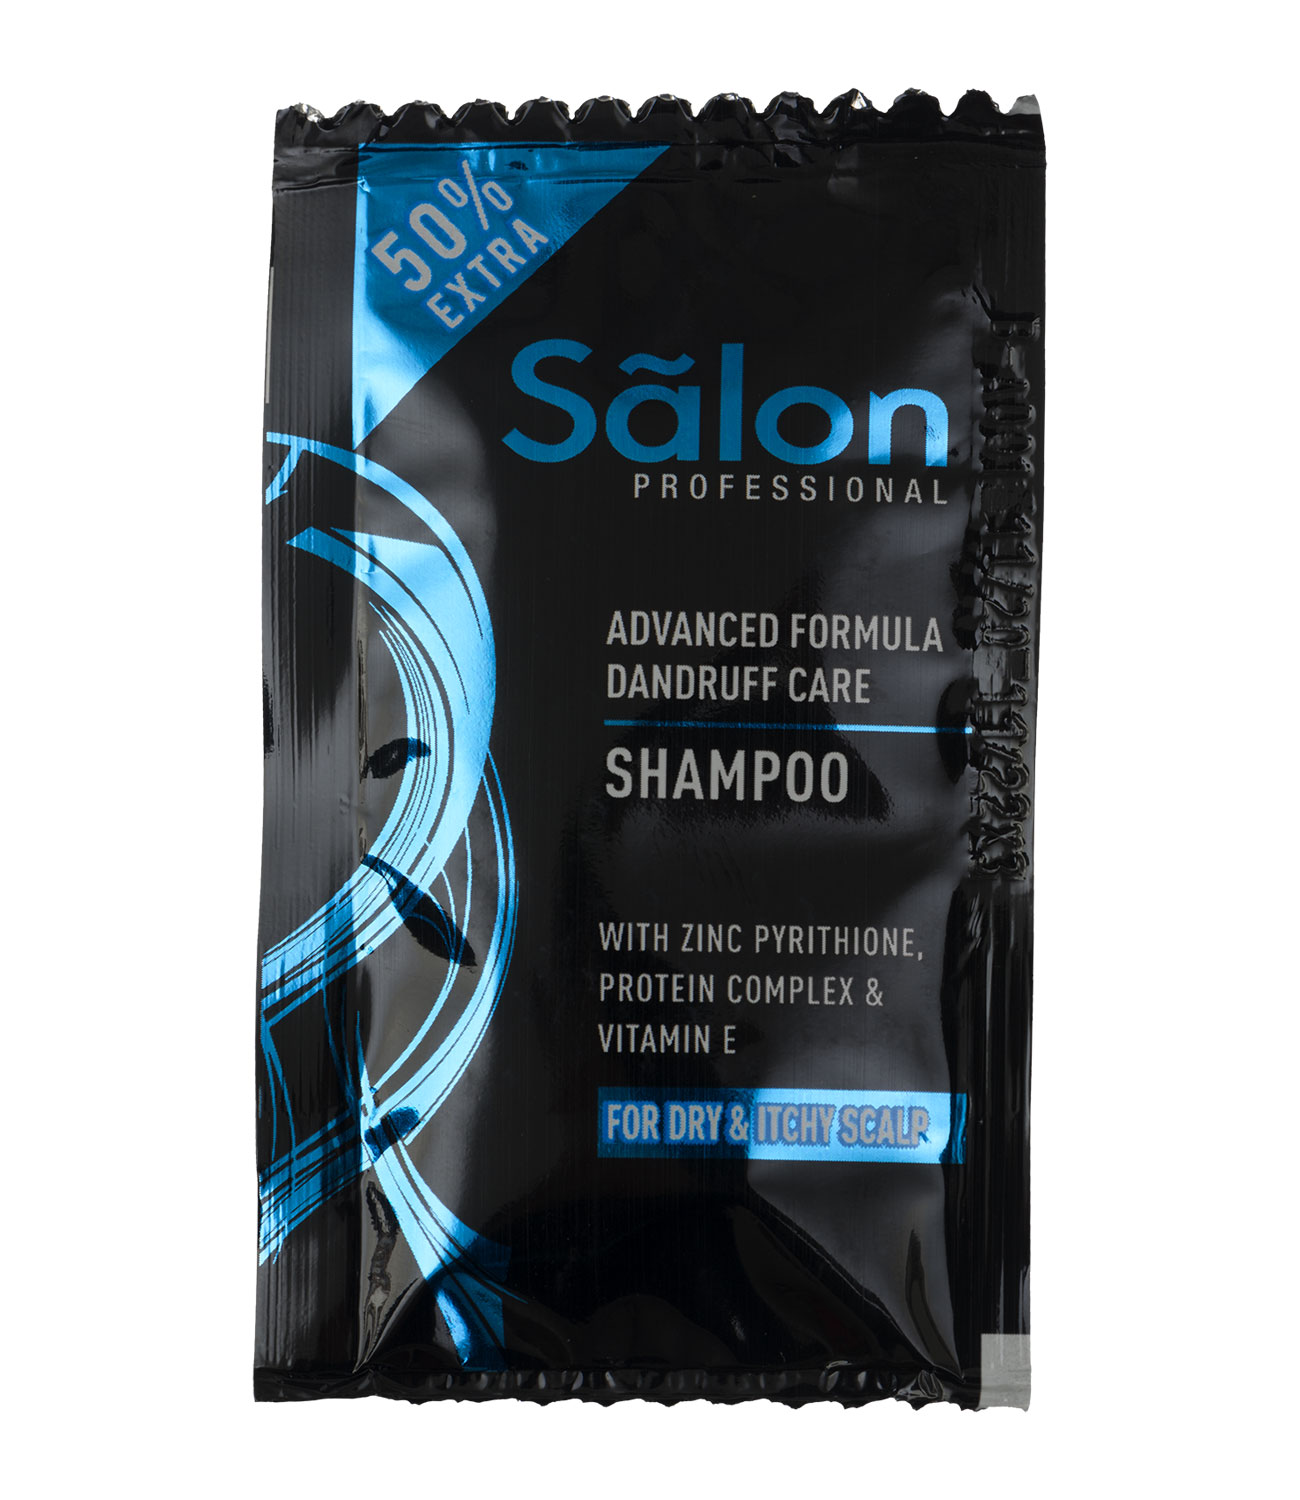 50%
EXTRA
Sãlon
PROFESSIONAL
ADVANCED FORMULA
DANDRUFF CARE
SHAMPOO
WITH ZINC PYRITHIONE,
PROTEIN COMPLEX &
VITAMIN E
FOR DRY & ITCHY SCALP